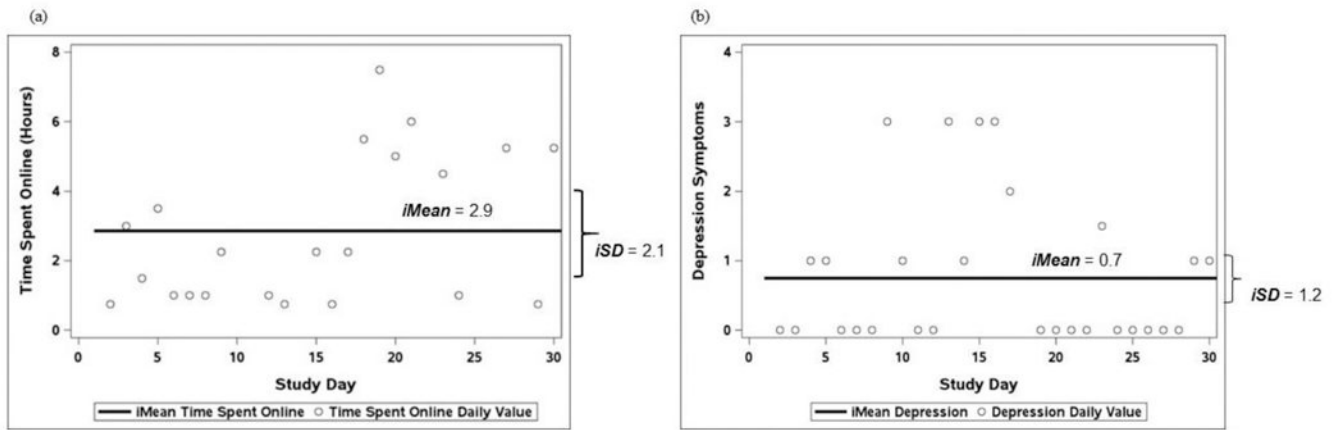 (a)
8
6
4
2
0
Time Spent Online (Hours)
iMean = 2.9
iSD = 2.1
0 5 10 15 20 25 30
Study Day
iMean Time Spent Online Time Spent Online Daily Value
(b)
4
3
2
1
0
Depression Symptoms
iMean = 0.7
iSD = 1.2
0 5 10 15 20 25 30
Study Day
iMean Depression Depression Daily Value